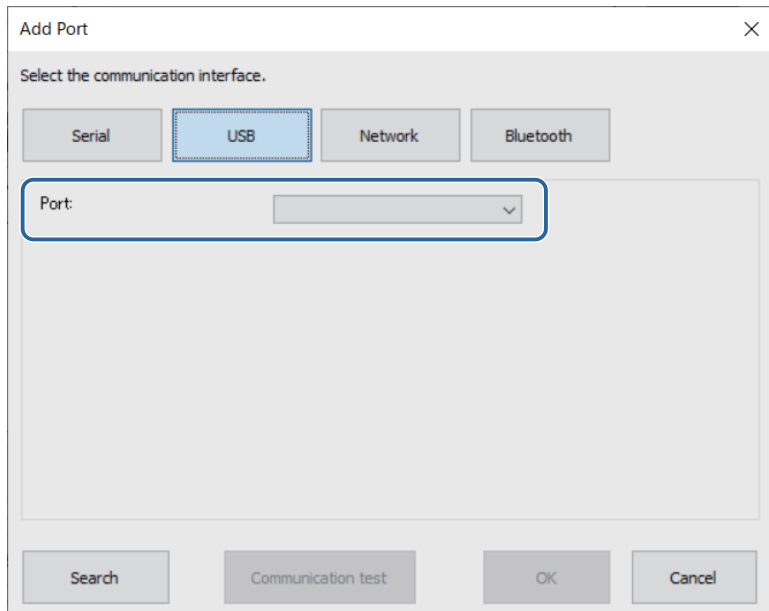 Add Port
Select the communication interface.
Serial USB Network Bluetooth
Port:
Search Communication test OK Cancel